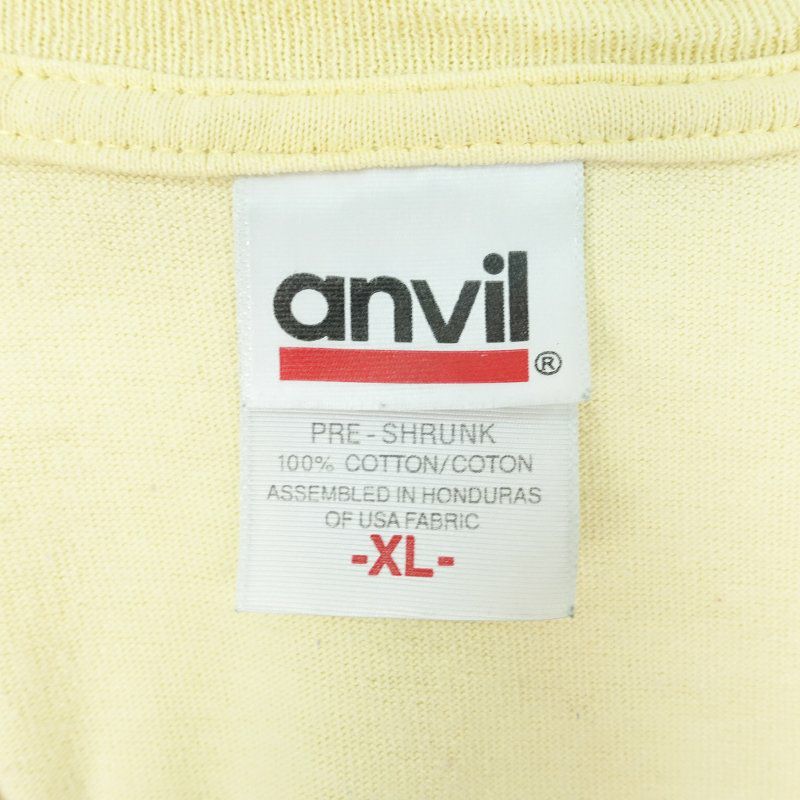 anvil®
PRE-SHRUNK
100% COTTON/COTON
ASSEMBLED IN HONDURAS
OF USA FABRIC
-XL-